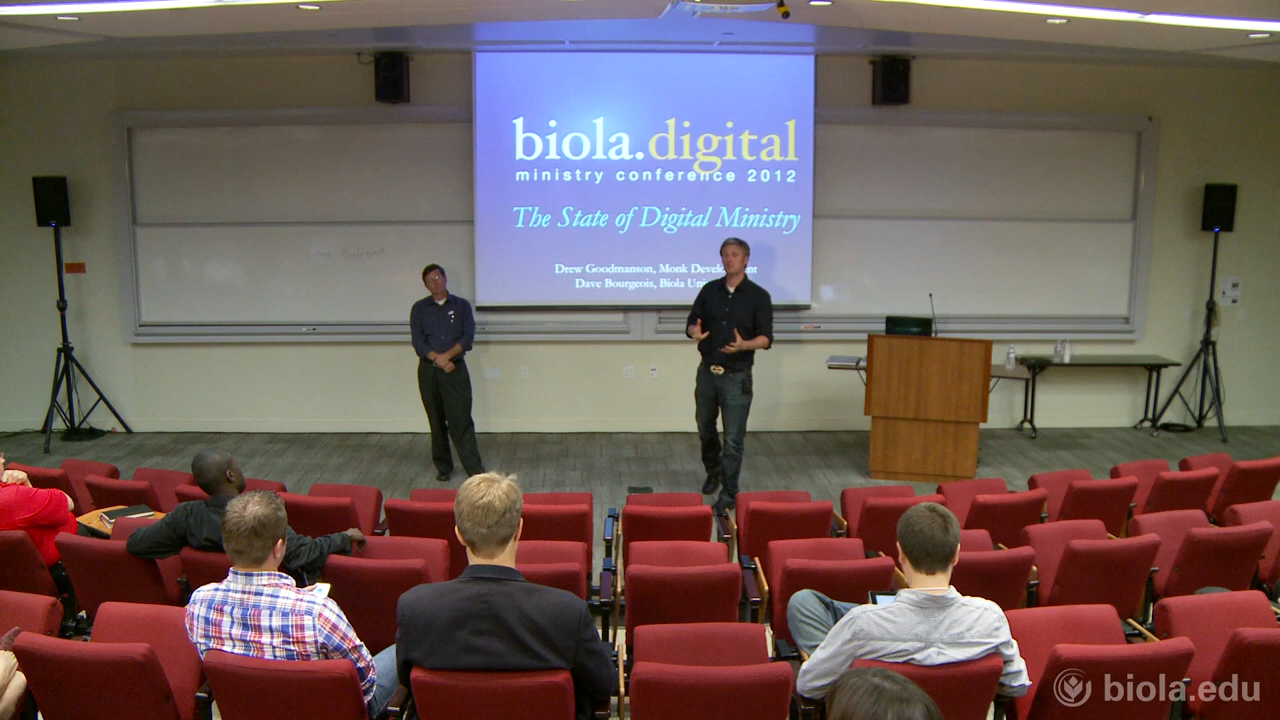 biola.digital
ministry conference 2012
The State of Digital Ministry
Drew Goodmanson, Monk Development
Dave Bourgeois, Biola Uni
biola.edu